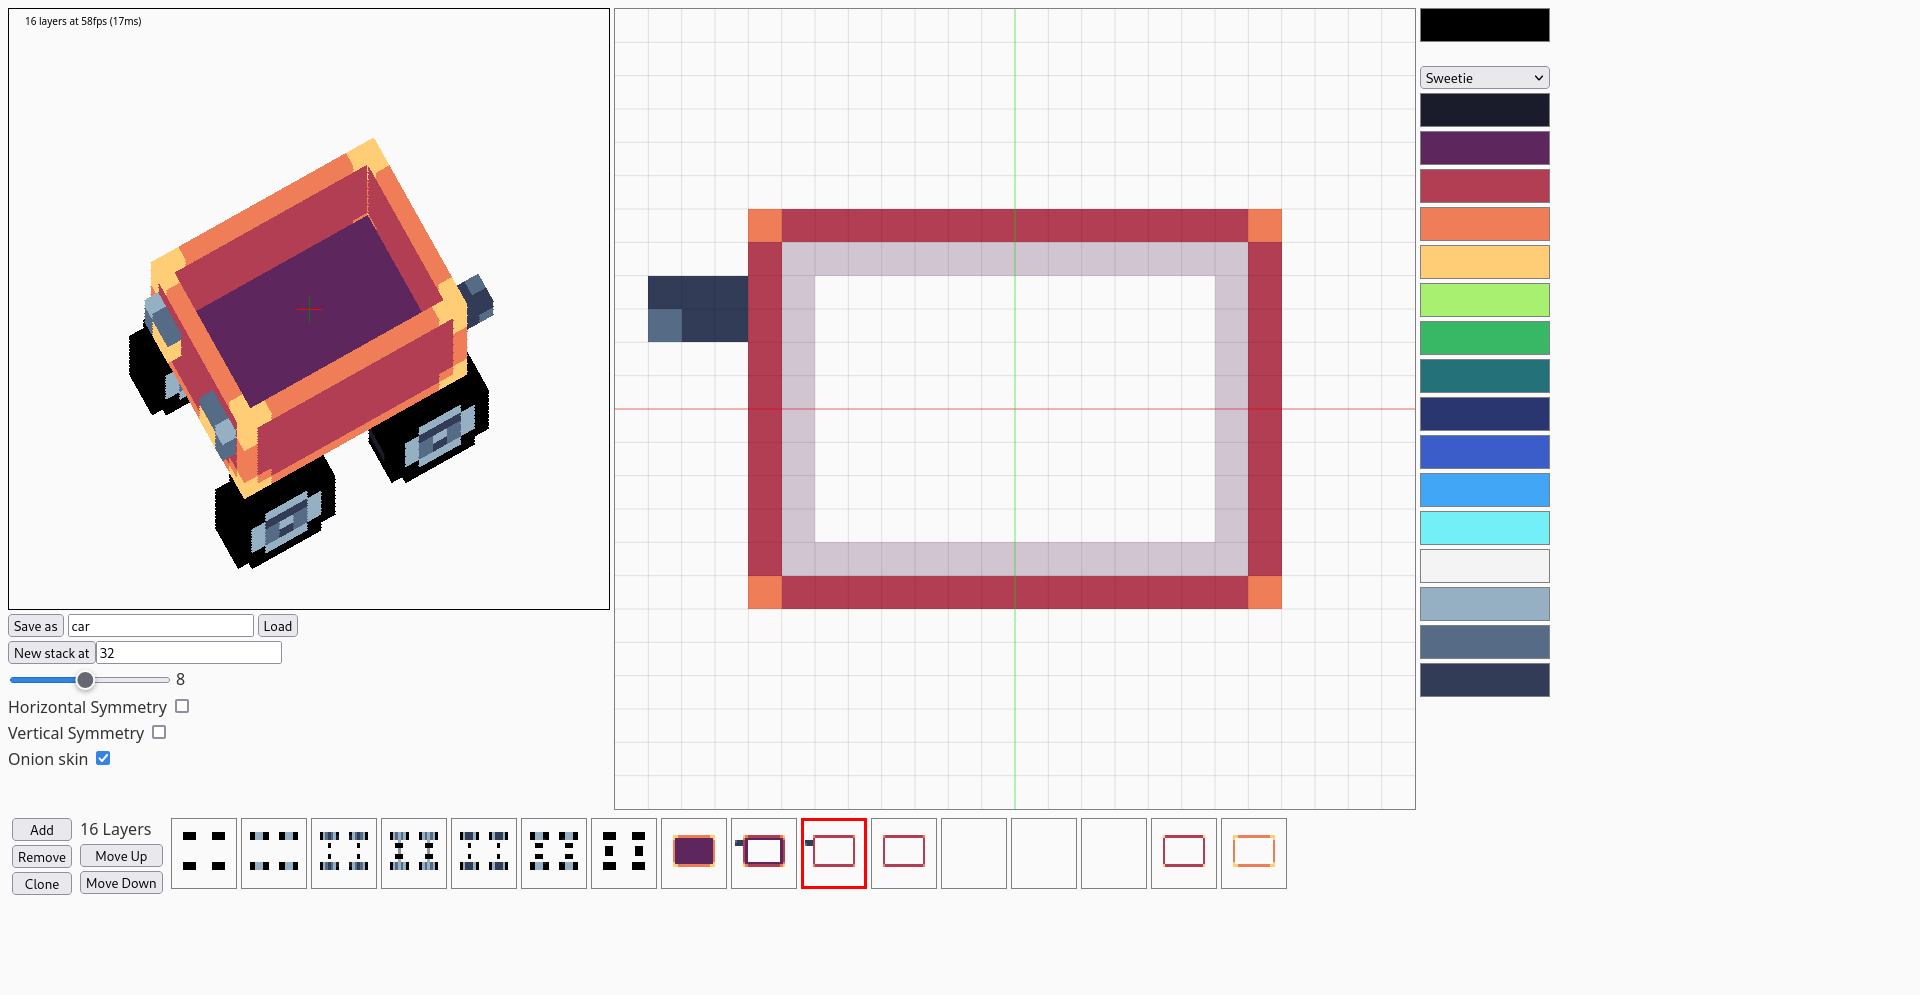 16 layers at 58fps (17ms)
Sweetie
Save as car Load
New stack at 32
8
Horizontal Symmetry
Vertical Symmetry
Onion skin
Add 16 Layers
Remove Move Up
Clone Move Down